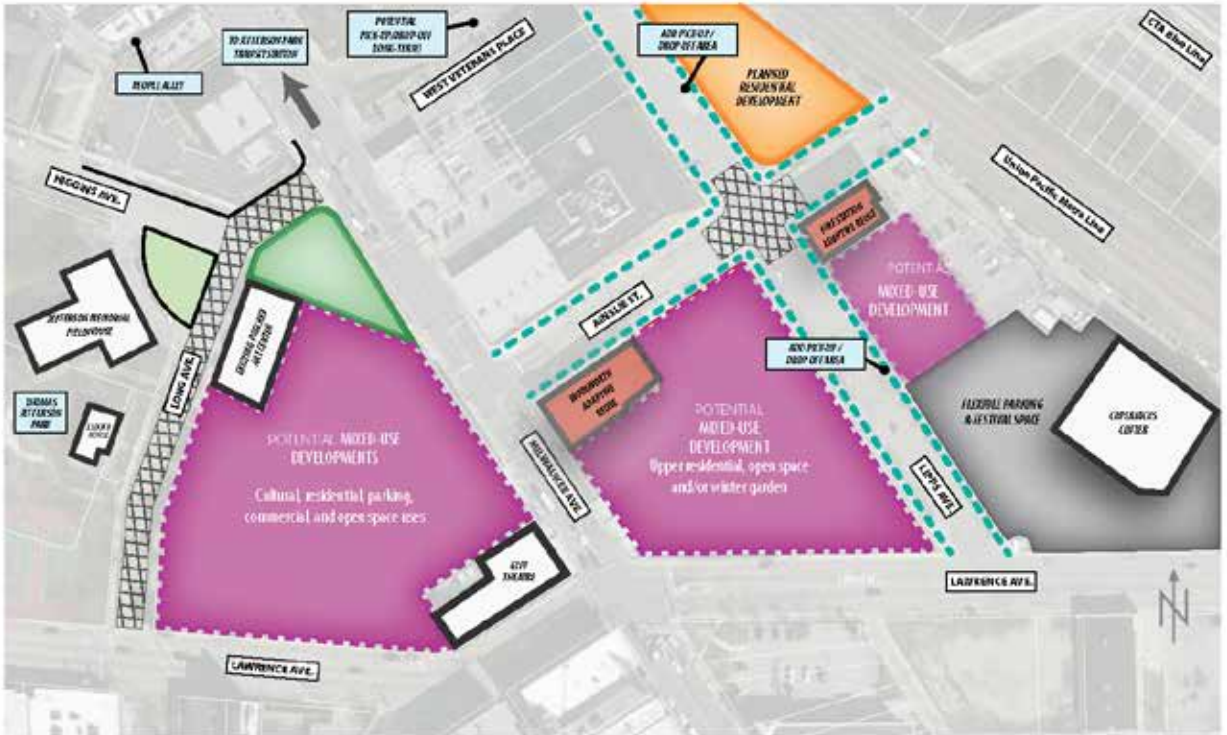 PEOPLE ALLEY
TO JEFFERSON PARK
TRANSIT STATION
POTENTIAL
PICK-UP/DROP-OFF
LONG-TERM
WEST VETERANS PLACE
ADD PICK-UP /
DROP OFF AREA
PLANNED
RESIDENTIAL
DEVELOPMENT
CTA Blue Line
Union Pacific Metra Line
HIGGINS AVE.
JEFFERSON MEMORIAL
FIELDHOUSE
THOMAS
JEFFERSON
PARK
LONG AVE.
POTENTIAL MIXED-USE
DEVELOPMENTS
Cultural, residential, parking,
commercial, and open space uses
GIFT
THEATRE
LAWRENCE AVE.
MILWAUKEE AVE.
AINSLIE ST.
ADAPTIVE
REUSE
POTENTIAL
MIXED-USE
DEVELOPMENT
Upper residential, open space
and/or winter garden
FIRE STATION
ADAPTIVE REUSE
POTENTIAL
MIXED-USE
DEVELOPMENT
ADD PICK-UP /
DROP OFF AREA
LIPPS AVE.
FLEXIBLE PARKING
& FESTIVAL SPACE
COPERNICUS
CENTER
LAWRENCE AVE.
N